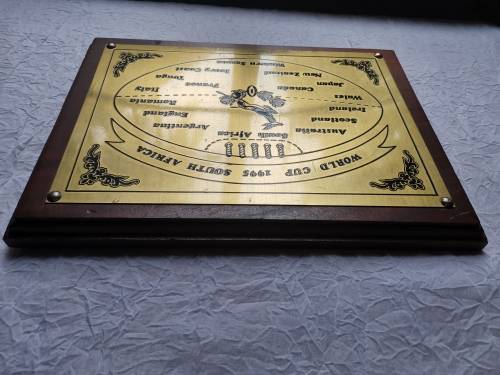 WORLD CUP 1995 SOUTH AFRICA
Australia South Africa Argentina
Scotland England
Ireland Romania
Wales Italy
Canada France
Japan Tonga
New Zealand Ivory Coast
Western Samoa